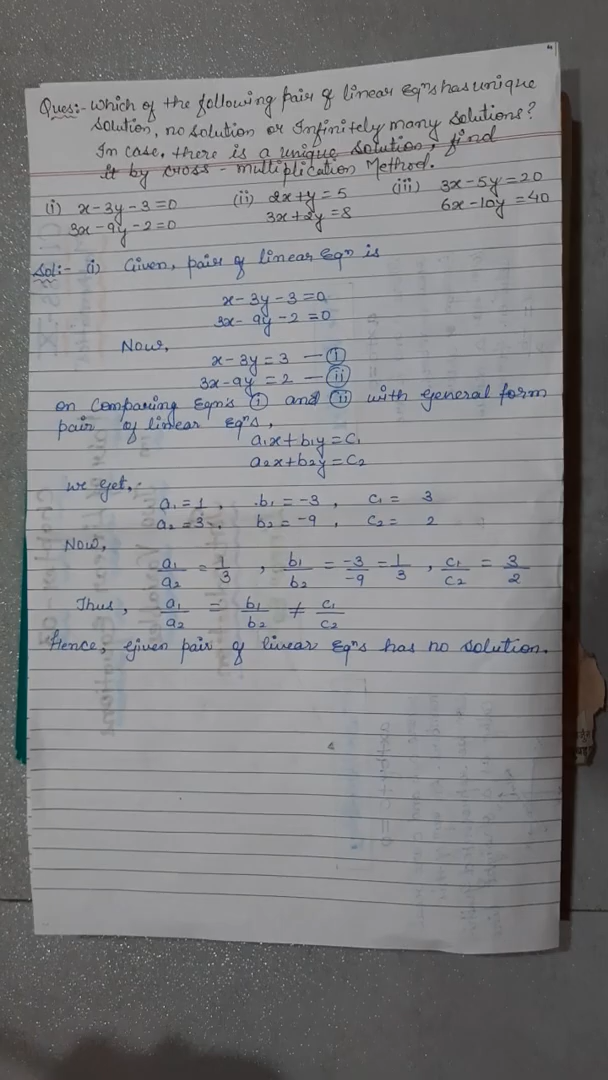 Ques:- Which of the following pair of linear Eqns has unique
solution, no solution or Infinitely many solutions?
In case, there is a unique solution, find
it by cross-multiplication Method.
(i) x-3y-3=0 (ii) 2x+y=5 (iii) 3x-5y=20
3x-9y-2=0 3x+2y=8 6x-10y=40
Sol:- (i) Given, pair of linear Eqn is
x-3y-3=0
3x-9y-2=0
Now,
x-3y=3 — (i)
3x-9y=2 — (ii)
on comparing Eqn's (i) and (ii) with general form
pair of linear Eqn's,
a₁x+b₁y=c₁
a₂x+b₂y=c₂
we get,
a₁=1, b₁=-3, c₁= 3
a₂=3, b₂=-9, c₂= 2
Now,
a₁/a₂ = 1/3, b₁/b₂ = -3/-9 = 1/3, c₁/c₂ = 3/2
Thus, a₁/a₂ = b₁/b₂ ≠ c₁/c₂
Hence, given pair of linear Eqns has no solution.